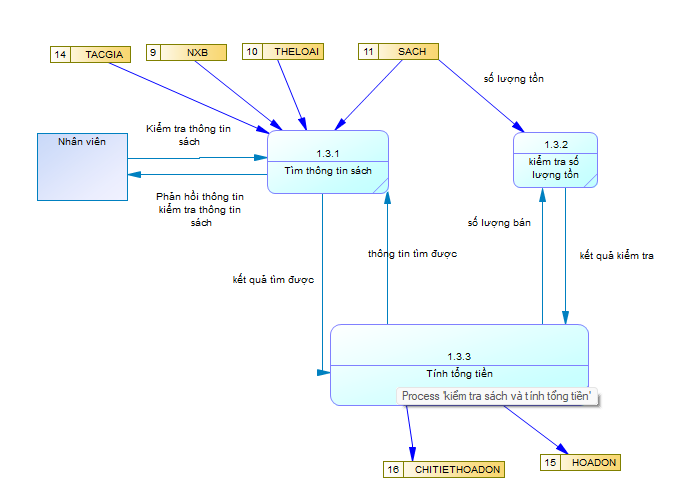 14 TACGIA
9 NXB
10 THELOAI
11 SACH
số lượng tồn
Nhân viên
Kiểm tra thông tin
sách
Phản hồi thông tin
kiểm tra thông tin
sách
1.3.1
Tìm thông tin sách
1.3.2
kiểm tra số
lượng tồn
số lượng bán
thông tin tìm được
kết quả kiểm tra
kết quả tìm được
1.3.3
Tính tổng tiền
Process 'kiểm tra sách và tính tổng tiền'
16 CHITIETHOADON
15 HOADON